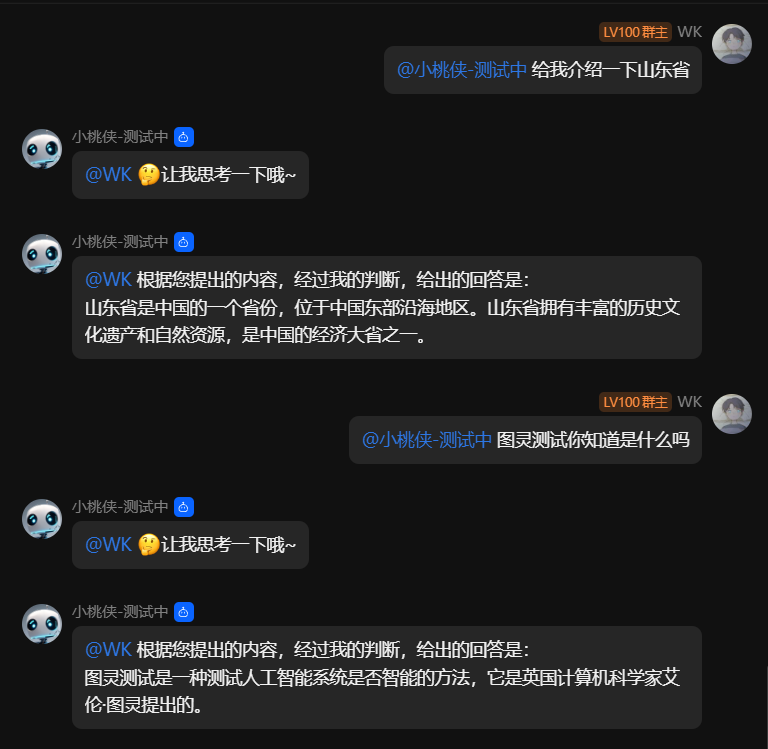 LV100 群主 WK
@小桃侠-测试中 给我介绍一下山东省
小桃侠-测试中
@WK 🤔让我思考一下哦~
小桃侠-测试中
@WK 根据您提出的内容，经过我的判断，给出的回答是：
山东省是中国的一个省份，位于中国东部沿海地区。山东省拥有丰富的历史文
化遗产和自然资源，是中国的经济大省之一。
LV100 群主 WK
@小桃侠-测试中 图灵测试你知道是什么吗
小桃侠-测试中
@WK 🤔让我思考一下哦~
小桃侠-测试中
@WK 根据您提出的内容，经过我的判断，给出的回答是：
图灵测试是一种测试人工智能系统是否智能的方法，它是英国计算机科学家艾
伦·图灵提出的。